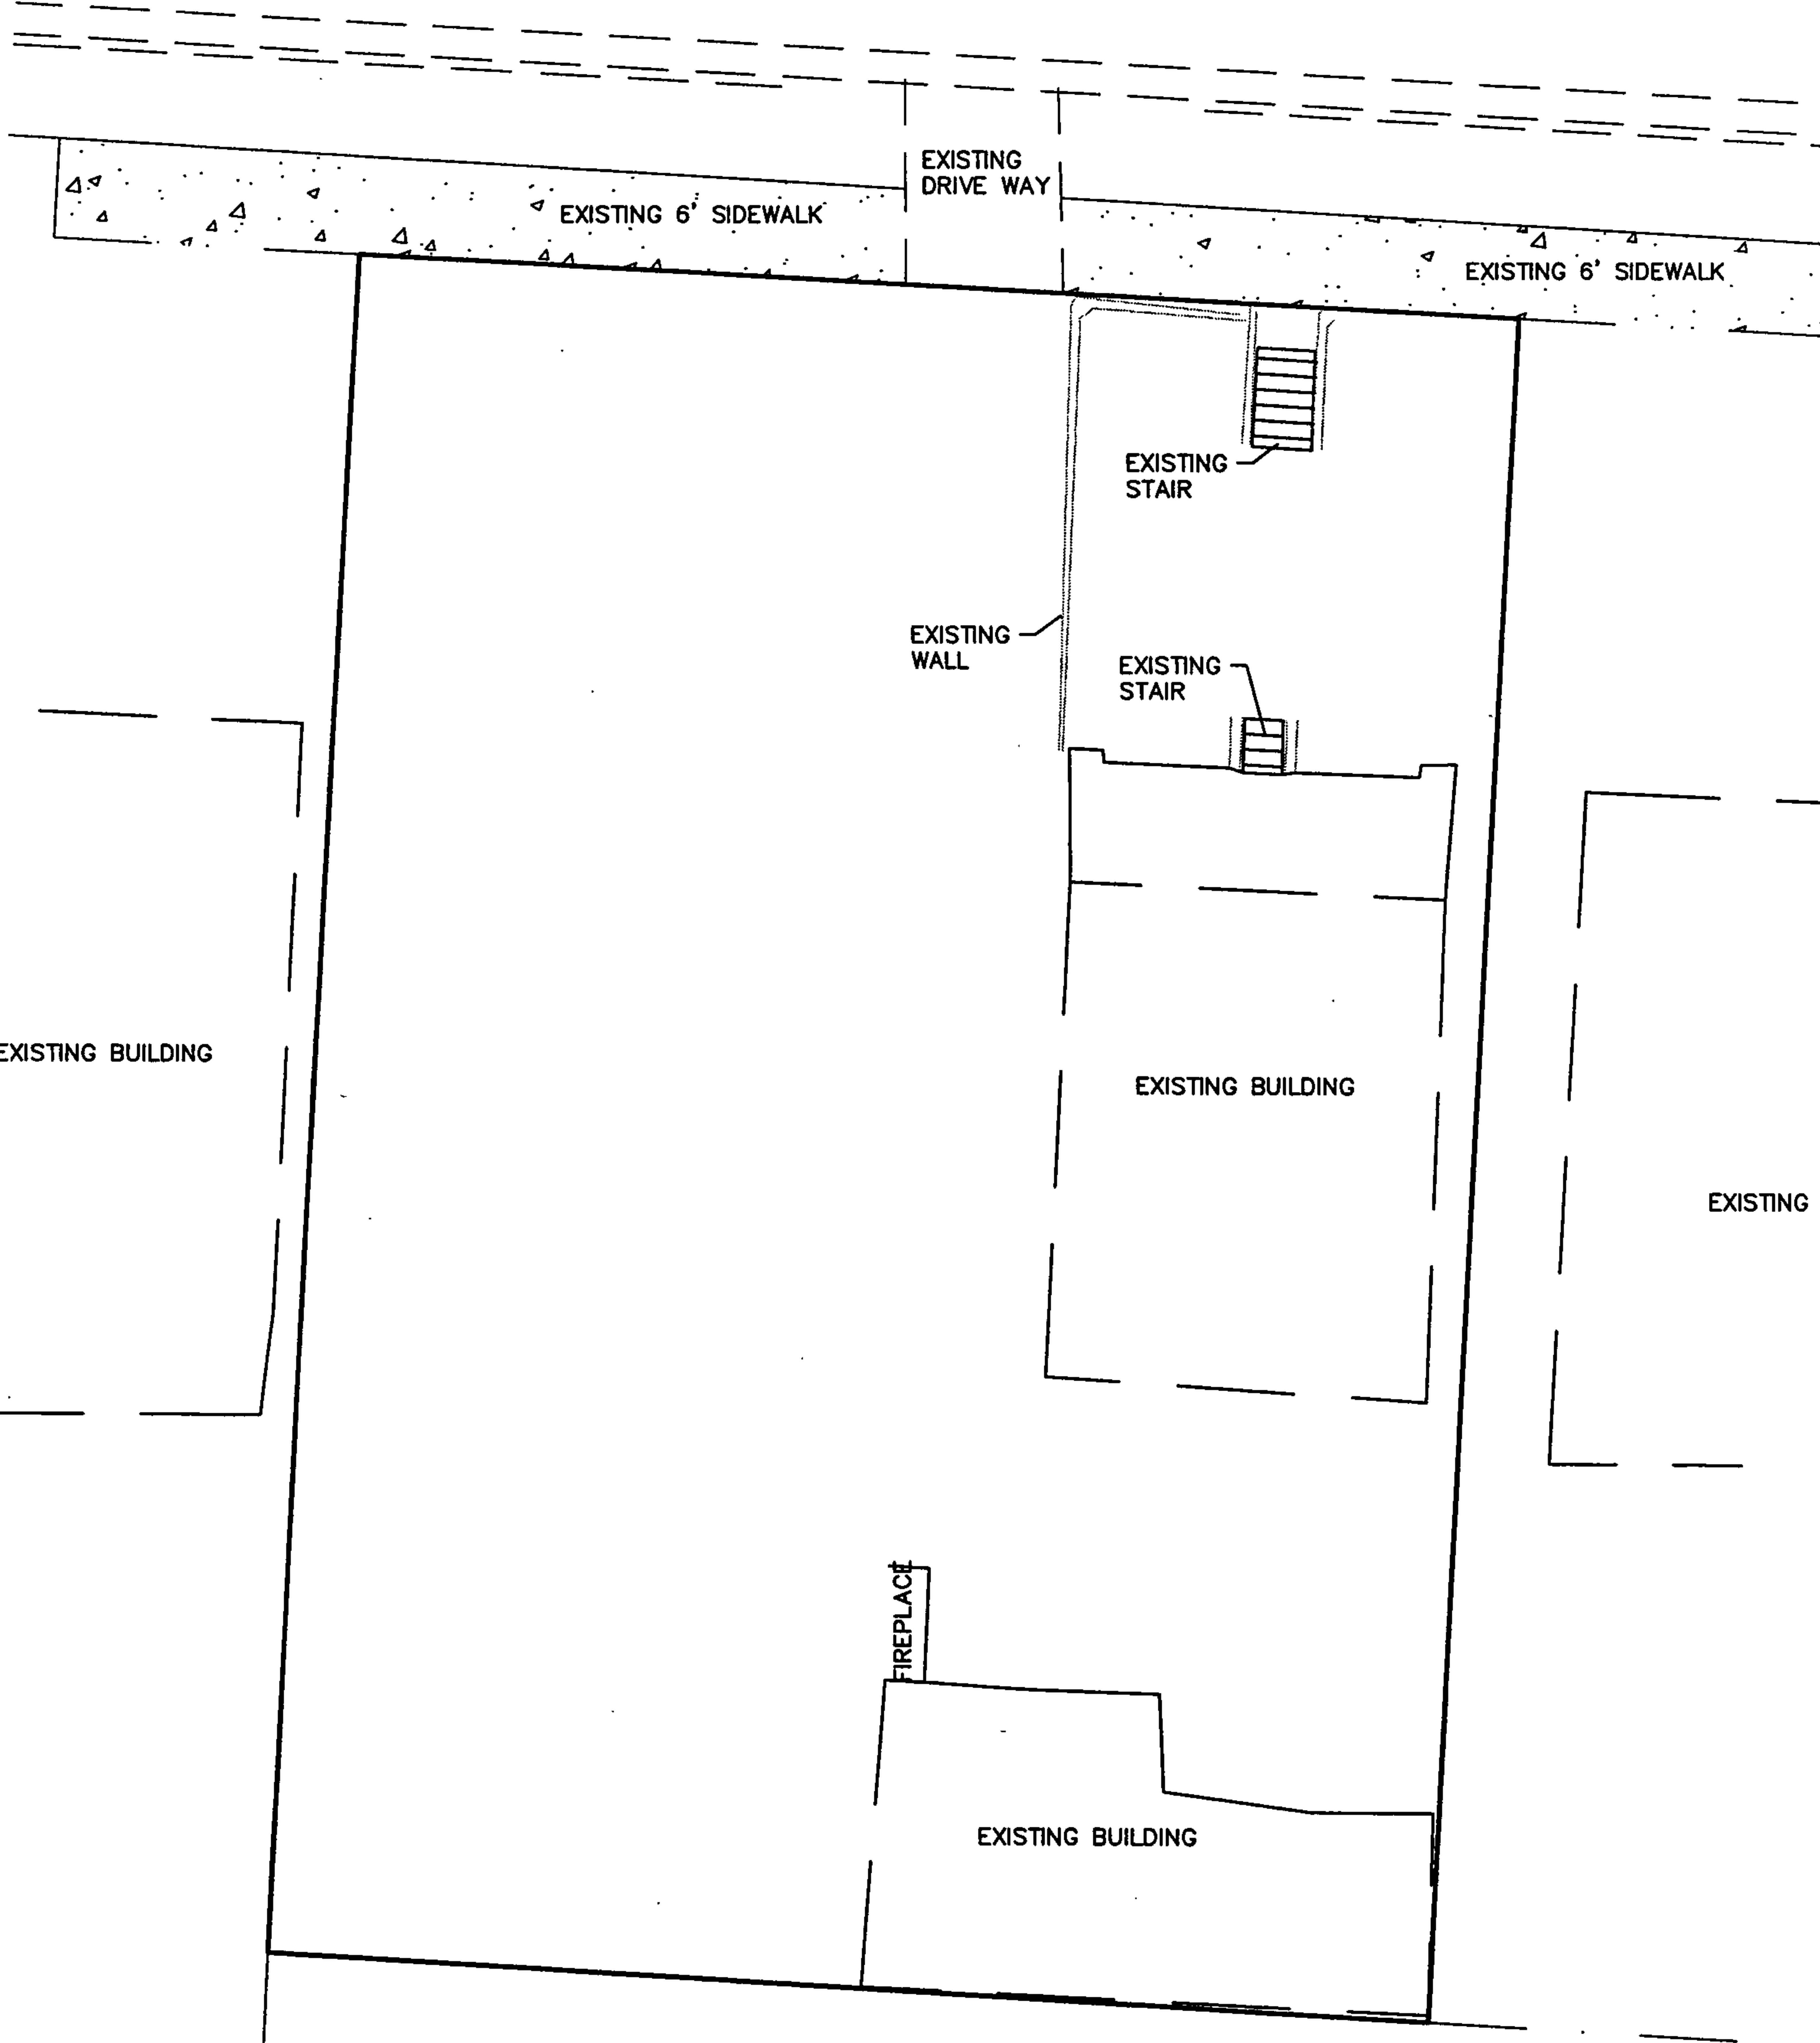 EXISTING
DRIVE WAY
EXISTING 6' SIDEWALK
EXISTING 6' SIDEWALK
EXISTING
STAIR
EXISTING
WALL
EXISTING
STAIR
EXISTING BUILDING
EXISTING BUILDING
EXISTING
FIREPLACE
EXISTING BUILDING